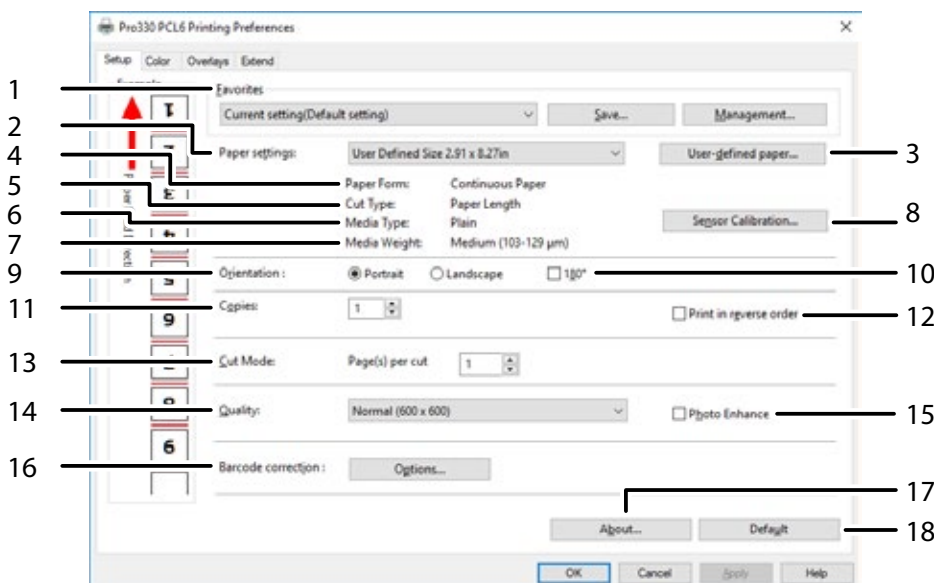 Pro330 PCL6 Printing Preferences
Setup Color Overlays Extend
1 Favorites
Current setting(Default setting) Save... Management...
2 Paper settings: User Defined Size 2.91 x 8.27in User-defined paper... 3
4 Paper Form: Continuous Paper
5 Cut Type: Paper Length
6 Media Type: Plain
Sensor Calibration... 8
7 Media Weight: Medium (103-129 µm)
9 Orientation : Portrait Landscape 180° 10
11 Copies: 1
Print in reverse order 12
13 Cut Mode: Page(s) per cut 1
14 Quality: Normal (600 x 600) Photo Enhance 15
16 Barcode correction : Options...
17
About... Default 18
OK Cancel Apply Help
1
3
5
6
6